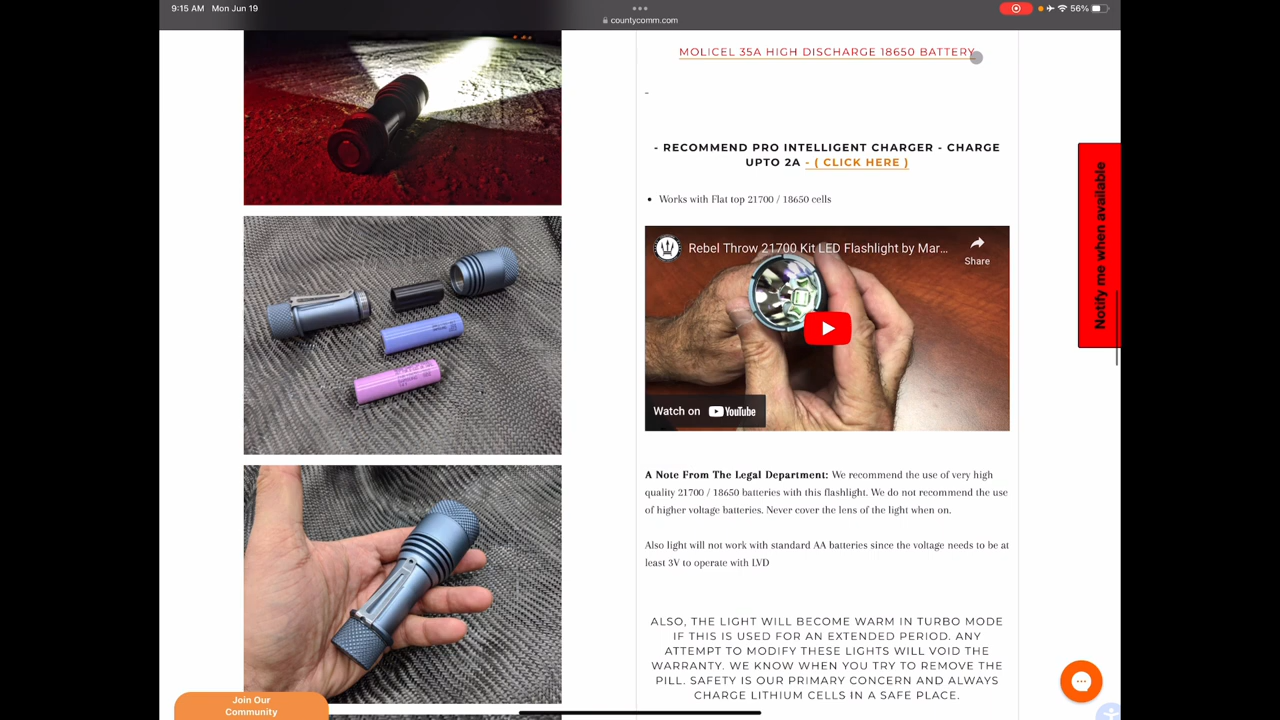 9:15 AM Mon Jun 19
56%
countycomm.com
MOLICEL 35A HIGH DISCHARGE 18650 BATTERY
-
- RECOMMEND PRO INTELLIGENT CHARGER - CHARGE
UPTO 2A - ( CLICK HERE )
• Works with Flat top 21700 / 18650 cells
Rebel Throw 21700 Kit LED Flashlight by Mar...
Share
Watch on YouTube
A Note From The Legal Department: We recommend the use of very high
quality 21700 / 18650 batteries with this flashlight. We do not recommend the use
of higher voltage batteries. Never cover the lens of the light when on.
Also light will not work with standard AA batteries since the voltage needs to be at
least 3V to operate with LVD
ALSO, THE LIGHT WILL BECOME WARM IN TURBO MODE
IF THIS IS USED FOR AN EXTENDED PERIOD. ANY
ATTEMPT TO MODIFY THESE LIGHTS WILL VOID THE
WARRANTY. WE KNOW WHEN YOU TRY TO REMOVE THE
PILL. SAFETY IS OUR PRIMARY CONCERN AND ALWAYS
CHARGE LITHIUM CELLS IN A SAFE PLACE.
Notify me when available
Join Our
Community